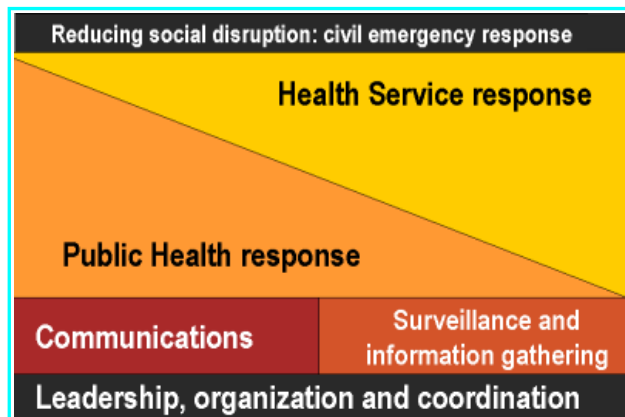 Reducing social disruption: civil emergency response
Health Service response
Public Health response
Communications
Surveillance and
information gathering
Leadership, organization and coordination